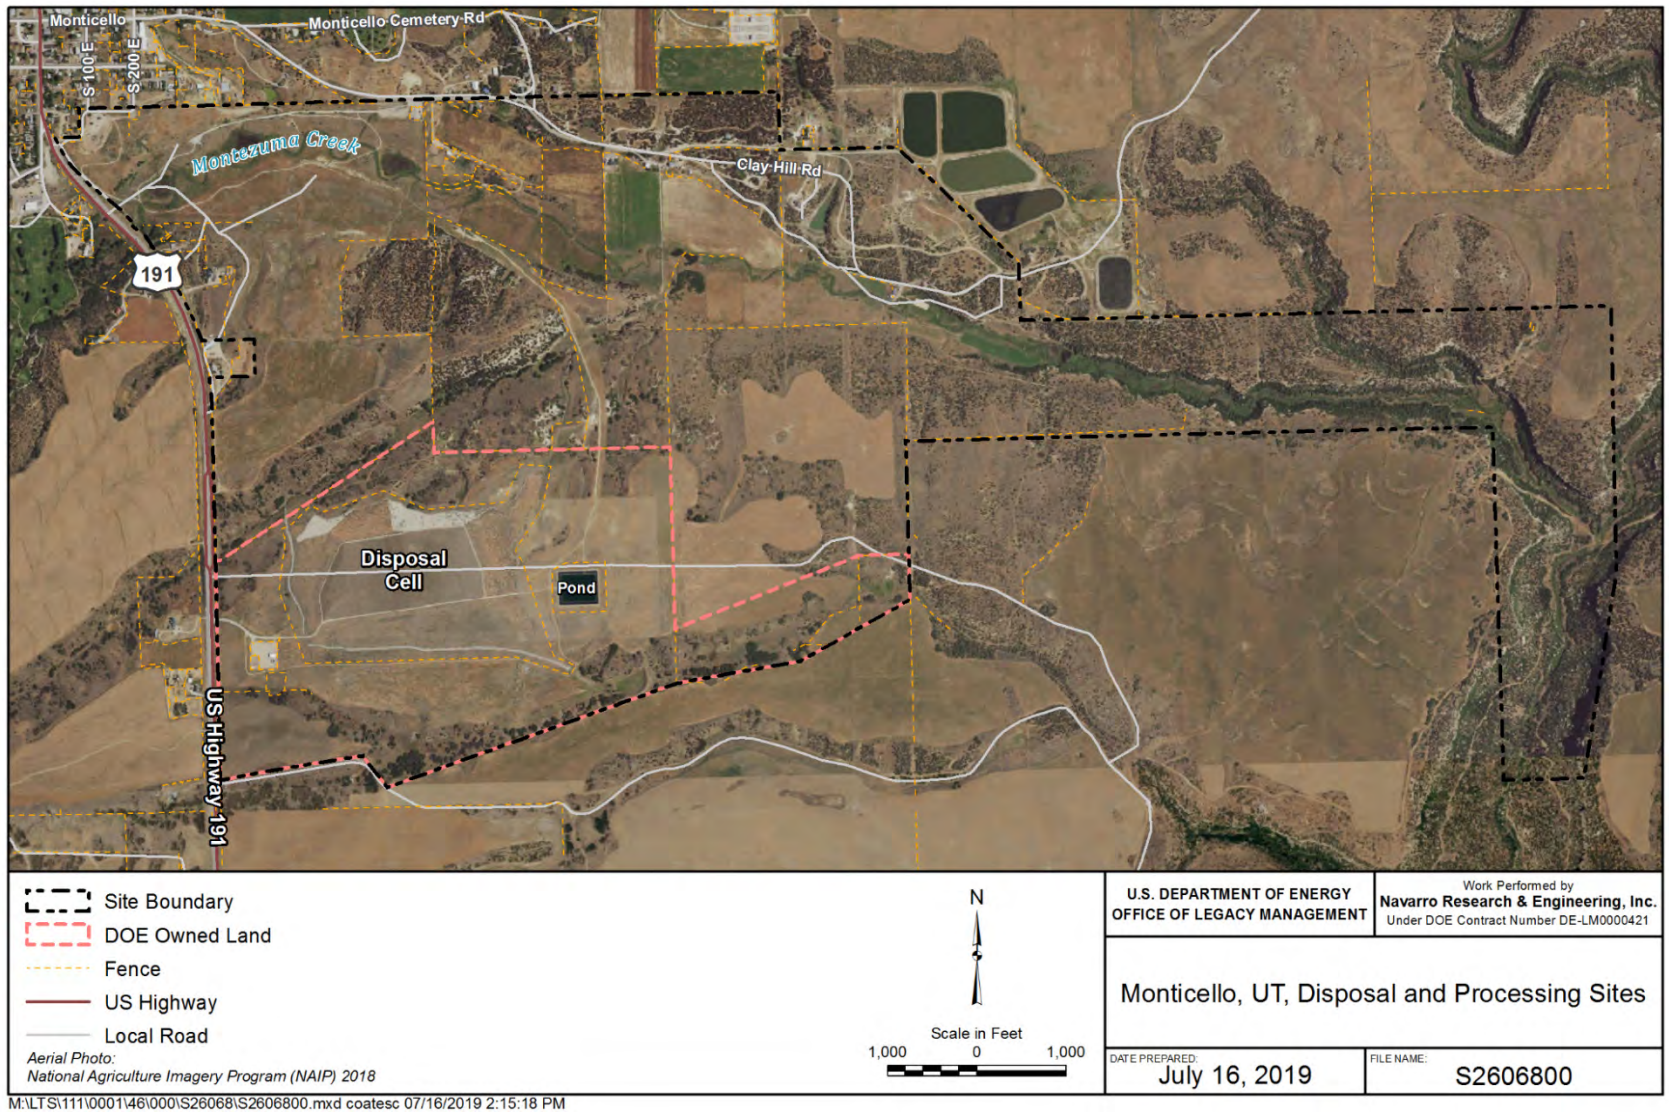 Monticello
Monticello Cemetery Rd
S 100 E
S 200 E
Montezuma Creek
Clay Hill Rd
191
Disposal
Cell
Pond
US Highway 191
Site Boundary
DOE Owned Land
Fence
US Highway
Local Road
Aerial Photo:
National Agriculture Imagery Program (NAIP) 2018
N
Scale in Feet
1,000 0 1,000
U.S. DEPARTMENT OF ENERGY
OFFICE OF LEGACY MANAGEMENT
Work Performed by
Navarro Research & Engineering, Inc.
Under DOE Contract Number DE-LM0000421
Monticello, UT, Disposal and Processing Sites
DATE PREPARED:
July 16, 2019
FILE NAME:
S2606800
M:\LTS\111\0001\46\000\S26068\S2606800.mxd coatesc 07/16/2019 2:15:18 PM